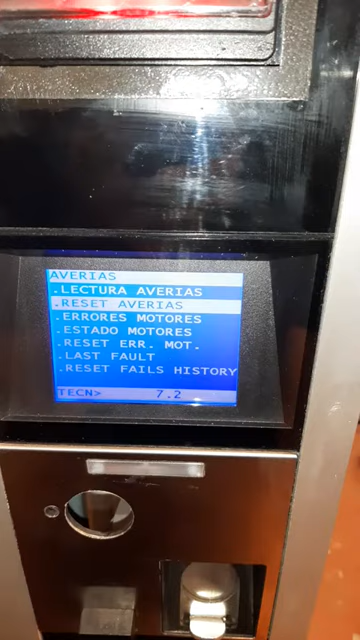 AVERIAS
.LECTURA AVERIAS
.RESET AVERIAS
.ERRORES MOTORES
.ESTADO MOTORES
.RESET ERR. MOT.
.LAST FAULT
.RESET FAILS HISTORY
TECN> 7.2